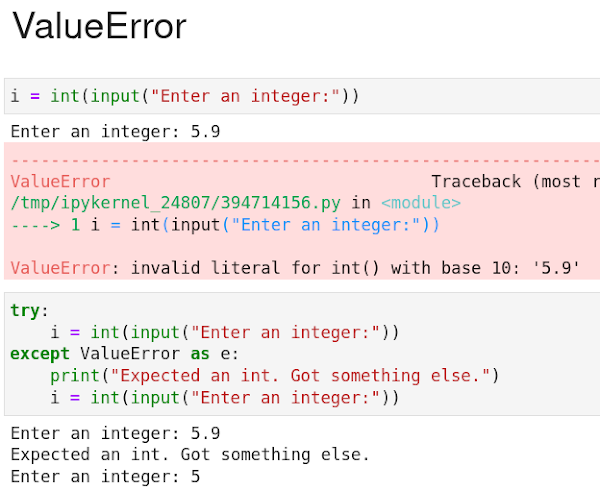 ValueError
i = int(input("Enter an integer:"))
Enter an integer: 5.9
---------------------------------------------------------------------------
ValueError Traceback (most r
/tmp/ipykernel_24807/394714156.py in <module>
----> 1 i = int(input("Enter an integer:"))
ValueError: invalid literal for int() with base 10: '5.9'
try:
    i = int(input("Enter an integer:"))
except ValueError as e:
    print("Expected an int. Got something else.")
    i = int(input("Enter an integer:"))
Enter an integer: 5.9
Expected an int. Got something else.
Enter an integer: 5